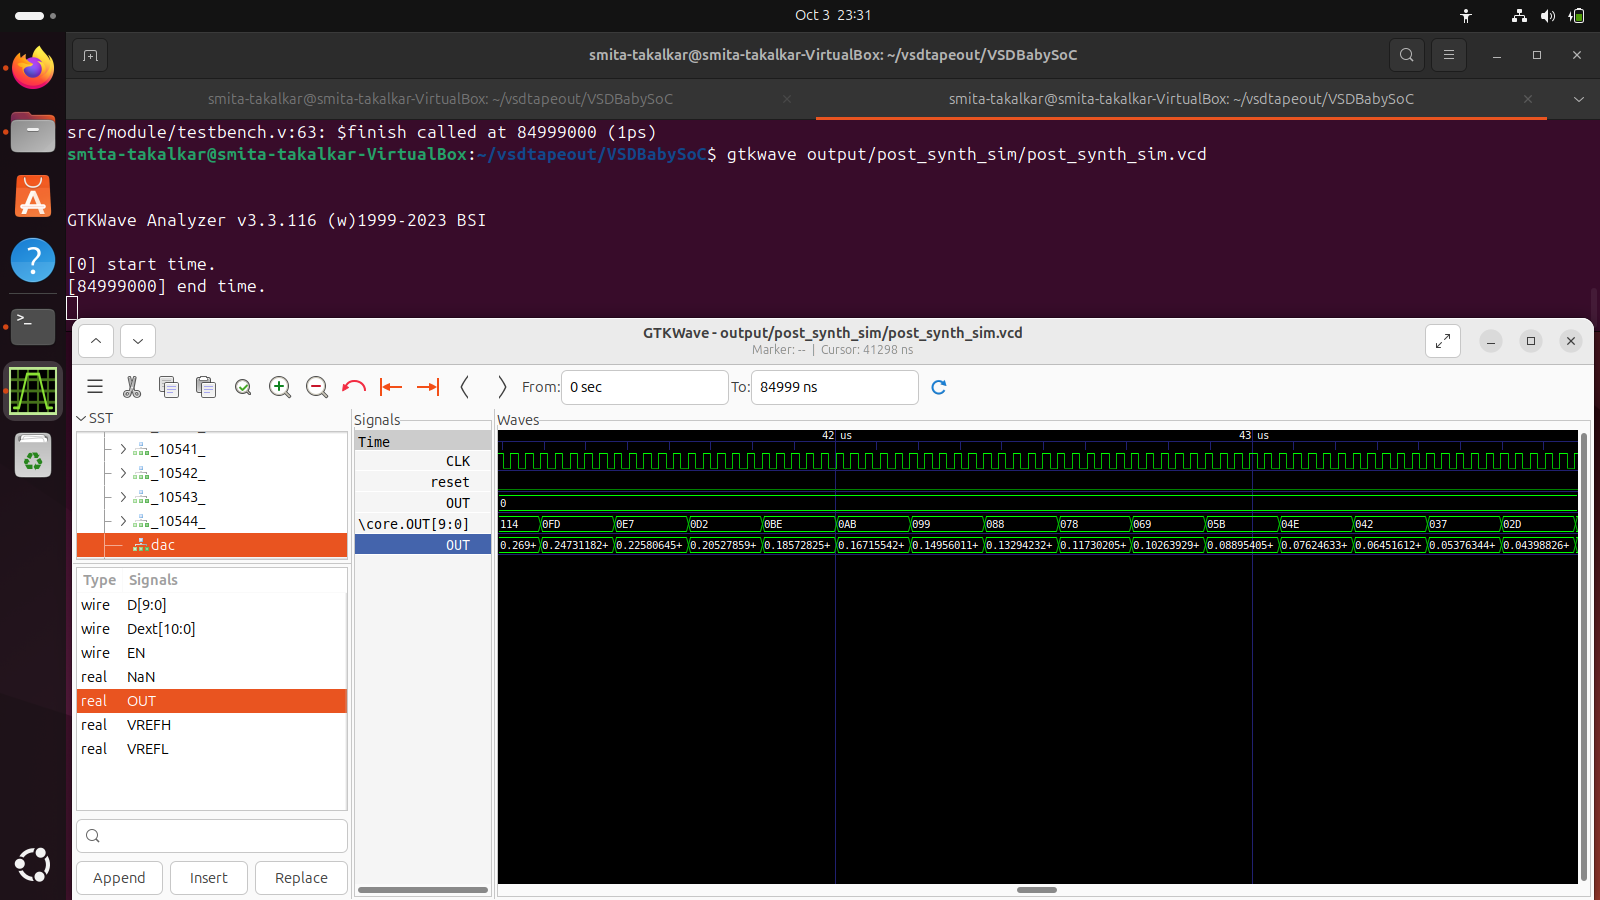 Oct 3 23:31
smita-takalkar@smita-takalkar-VirtualBox: ~/vsdtapeout/VSDBabySoC
smita-takalkar@smita-takalkar-VirtualBox: ~/vsdtapeout/VSDBabySoC
smita-takalkar@smita-takalkar-VirtualBox: ~/vsdtapeout/VSDBabySoC
src/module/testbench.v:63: $finish called at 84999000 (1ps)
smita-takalkar@smita-takalkar-VirtualBox:~/vsdtapeout/VSDBabySoC$ gtkwave output/post_synth_sim/post_synth_sim.vcd
GTKWave Analyzer v3.3.116 (w)1999-2023 BSI
[0] start time.
[84999000] end time.
GTKWave - output/post_synth_sim/post_synth_sim.vcd
Marker: -- | Cursor: 41298 ns
From: 0 sec To: 84999 ns
SST
_10541_
_10542_
_10543_
_10544_
dac
Type Signals
wire D[9:0]
wire Dext[10:0]
wire EN
real NaN
real OUT
real VREFH
real VREFL
Append Insert Replace
Signals
Time
CLK
reset
OUT
\core.OUT[9:0]
OUT
Waves
42 us 43 us
0
114 0FD 0E7 0D2 0BE 0AB 099 088 078 069 05B 04E 042 037 02D
0.269+ 0.24731182+ 0.22580645+ 0.20527859+ 0.18572825+ 0.16715542+ 0.14956011+ 0.13294232+ 0.11730205+ 0.10263929+ 0.08895405+ 0.07624633+ 0.06451612+ 0.05376344+ 0.04398826+